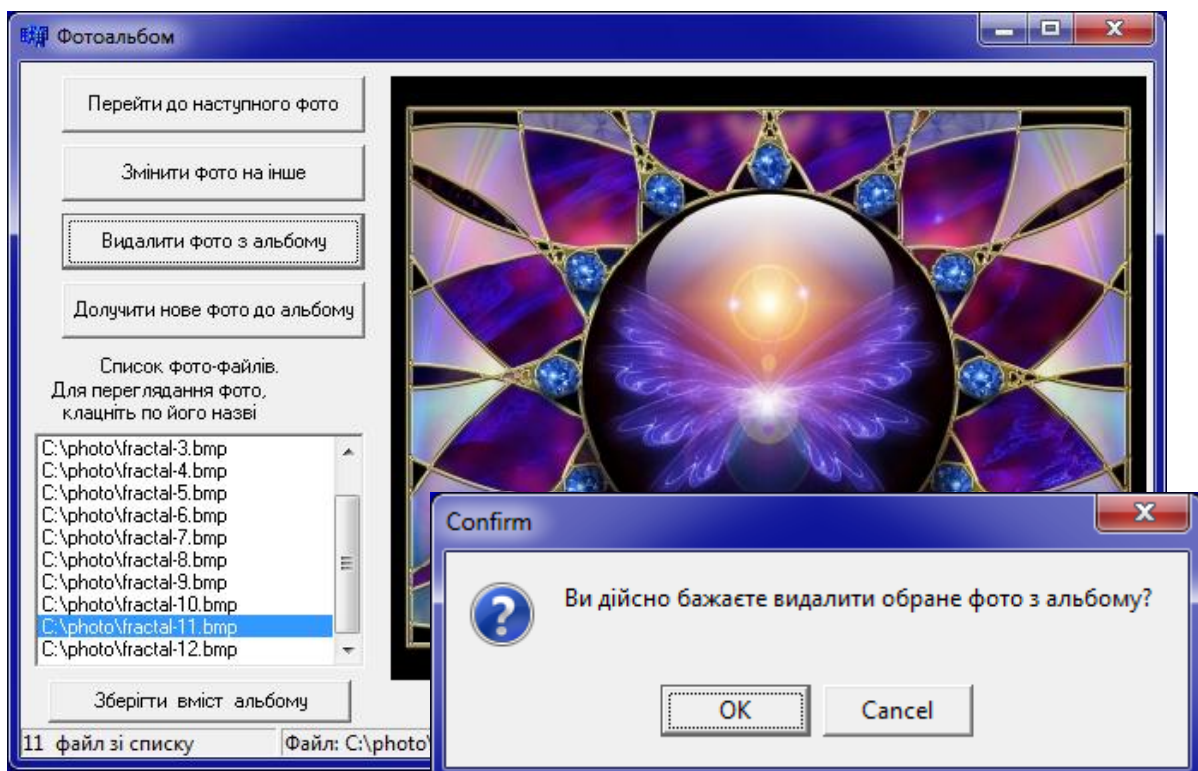 Фотоальбом
Перейти до наступного фото
Змінити фото на інше
Видалити фото з альбому
Долучити нове фото до альбому
Список фото-файлів.
Для переглядання фото,
клацніть по його назві
C:\photo\fractal-3.bmp
C:\photo\fractal-4.bmp
C:\photo\fractal-5.bmp
C:\photo\fractal-6.bmp
C:\photo\fractal-7.bmp
C:\photo\fractal-8.bmp
C:\photo\fractal-9.bmp
C:\photo\fractal-10.bmp
C:\photo\fractal-11.bmp
C:\photo\fractal-12.bmp
Зберігти вміст альбому
11 файл зі списку
Файл: C:\photo\
Confirm
Ви дійсно бажаєте видалити обране фото з альбому?
OK
Cancel